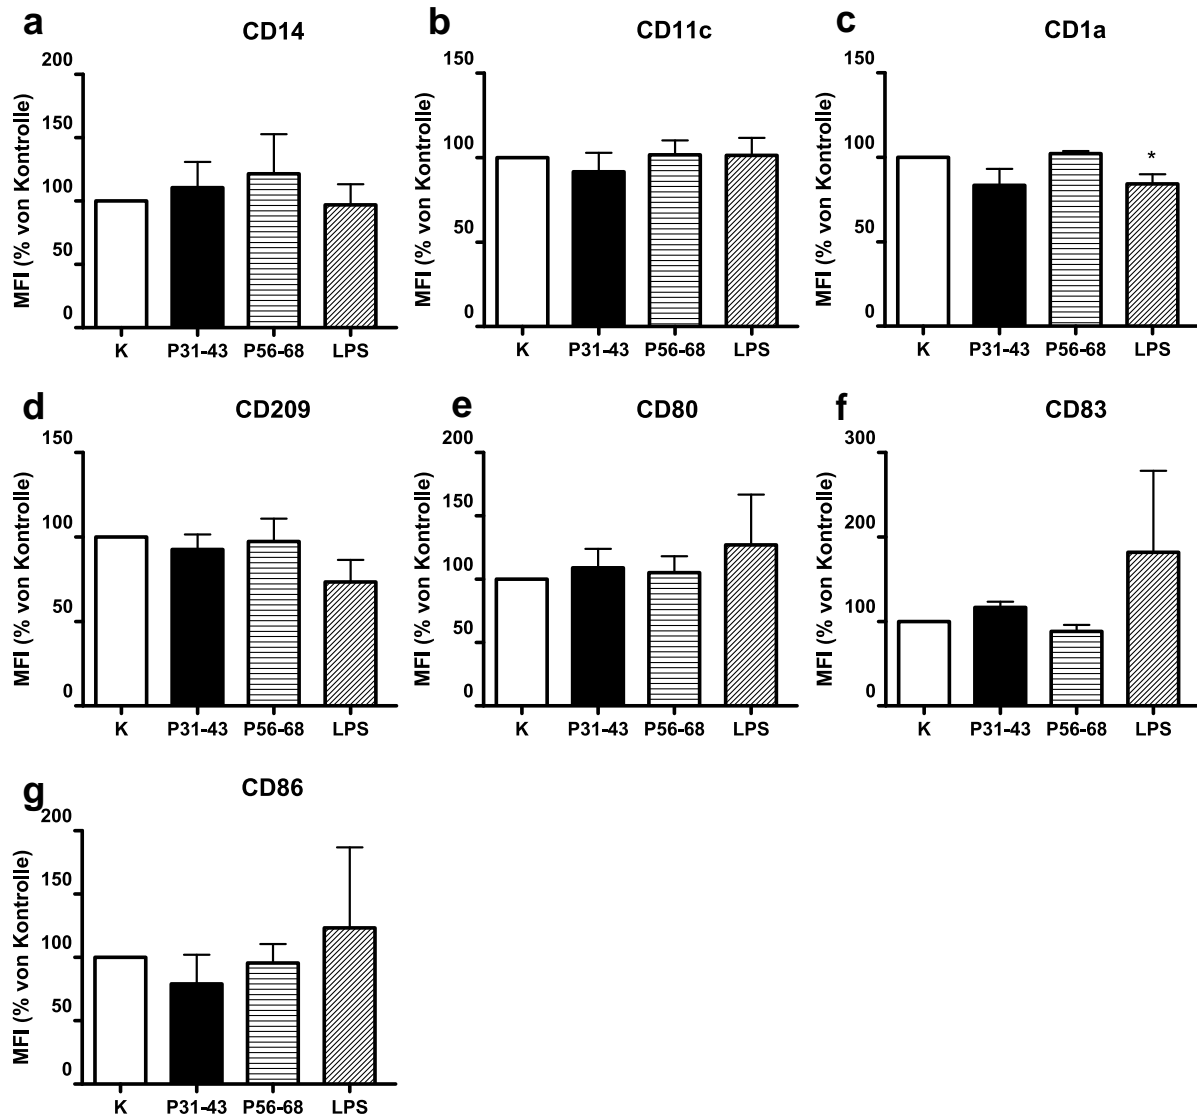 a
CD14
MFI (% von Kontrolle)
200
150
100
50
0
K P31-43 P56-68 LPS
b
CD11c
MFI (% von Kontrolle)
150
100
50
0
K P31-43 P56-68 LPS
c
CD1a
MFI (% von Kontrolle)
150
100
50
0
*
K P31-43 P56-68 LPS
d
CD209
MFI (% von Kontrolle)
150
100
50
0
K P31-43 P56-68 LPS
e
CD80
MFI (% von Kontrolle)
200
150
100
50
0
K P31-43 P56-68 LPS
f
CD83
MFI (% von Kontrolle)
300
200
100
0
K P31-43 P56-68 LPS
g
CD86
MFI (% von Kontrolle)
200
150
100
50
0
K P31-43 P56-68 LPS